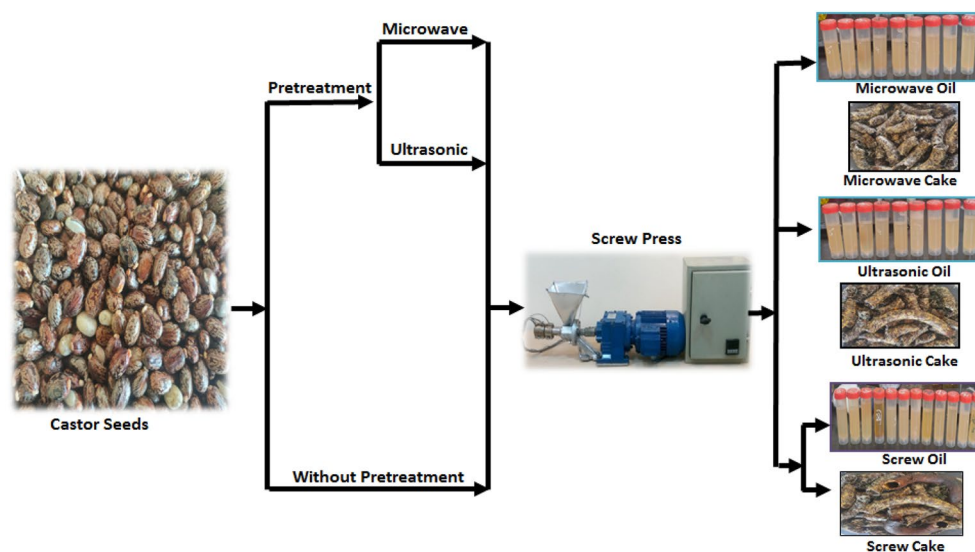 Microwave
Pretreatment
Ultrasonic
Castor Seeds
Without Pretreatment
Screw Press
Microwave Oil
Microwave Cake
Ultrasonic Oil
Ultrasonic Cake
Screw Oil
Screw Cake